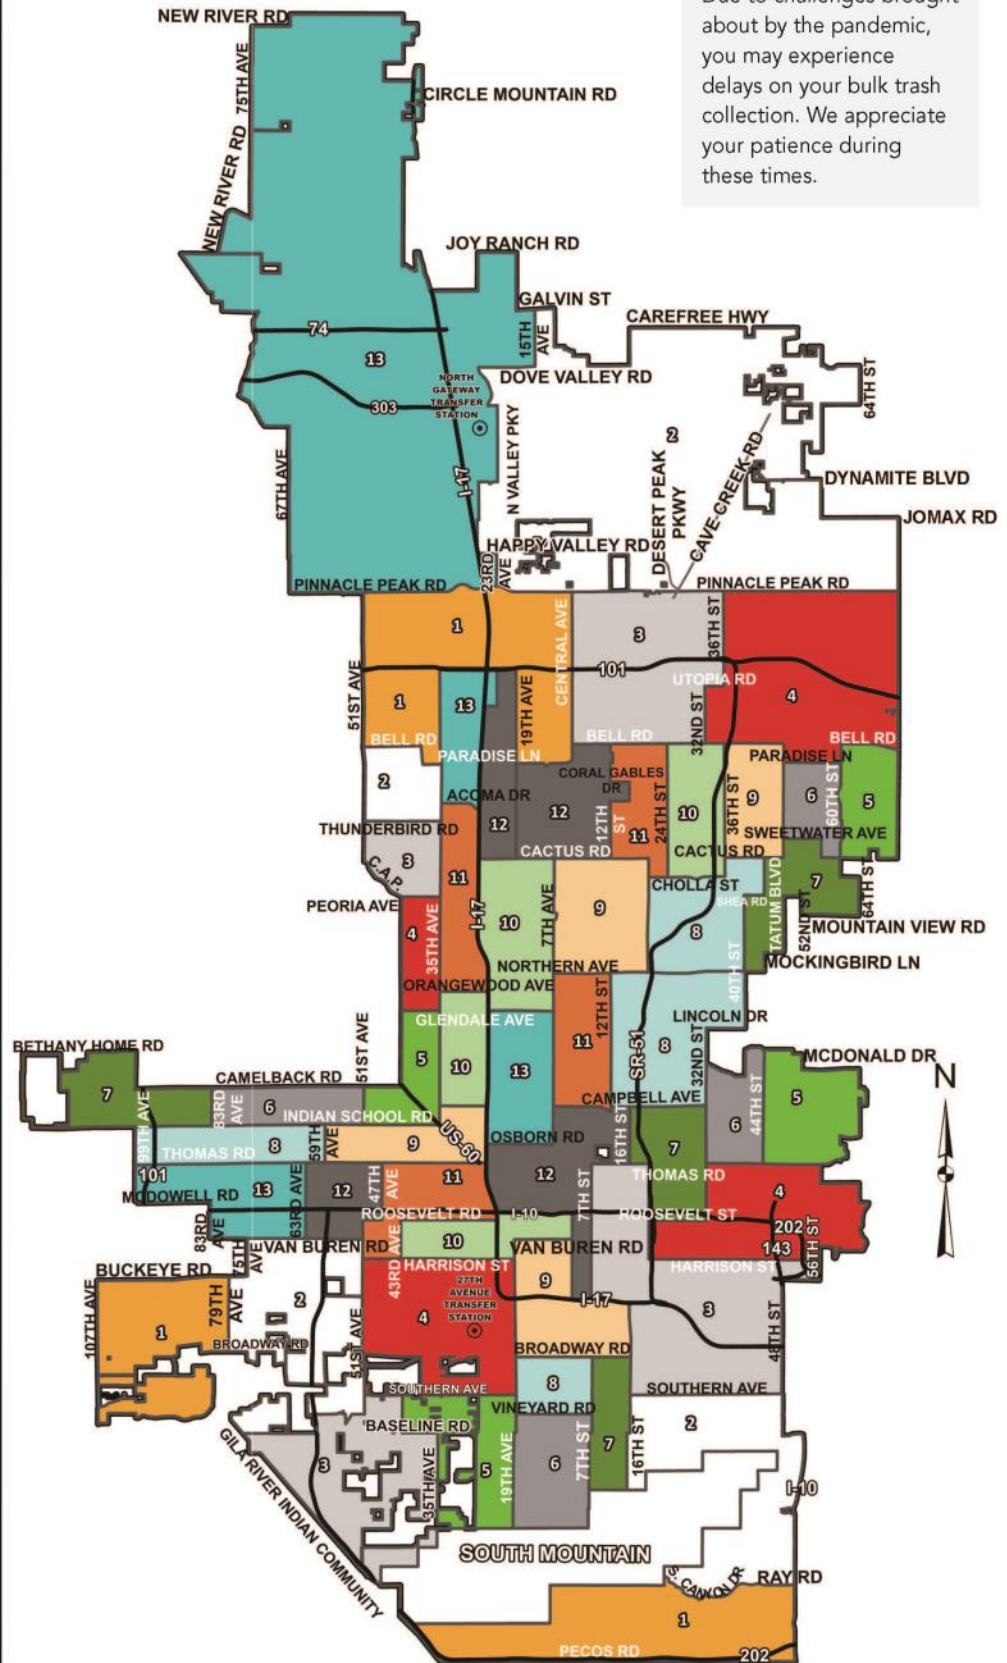 about by the pandemic,
you may experience
delays on your bulk trash
collection. We appreciate
your patience during
these times.
NEW RIVER RD
75TH AVE
CIRCLE MOUNTAIN RD
NEW RIVER RD
JOY RANCH RD
GALVIN ST
15TH AVE
CAREFREE HWY
74
13
DOVE VALLEY RD
64TH ST
NORTH
GATEWAY
TRANSFER
STATION
303
N VALLEY PKY
2
67TH AVE
I-17
DESERT PEAK
PKWY
CAVE-CREEK-RD
DYNAMITE BLVD
JOMAX RD
HAPPY VALLEY RD
23RD AVE
PINNACLE PEAK RD
PINNACLE PEAK RD
1
CENTRAL AVE
3
36TH ST
101
UTOPIA RD
51ST AVE
1
13
19TH AVE
32ND ST
4
BELL RD
BELL RD
BELL RD
PARADISE LN
PARADISE LN
2
CORAL GABLES
DR
ACOMA DR
12
12
12TH ST
24TH ST
10
36TH ST
9
6
60TH ST
5
THUNDERBIRD RD
11
SWEETWATER AVE
CACTUS RD
CACTUS RD
3
C.A.P.
11
CHOLLA ST
7
64TH ST
PEORIA AVE
4
35TH AVE
I-17
10
7TH AVE
9
SHEA RD
TATUM BLVD
52ND ST
MOUNTAIN VIEW RD
8
NORTHERN AVE
40TH ST
MOCKINGBIRD LN
ORANGEWOOD AVE
12TH ST
GLENDALE AVE
LINCOLN DR
51ST AVE
5
10
13
11
SR-51
8
32ND ST
BETHANY HOME RD
MCDONALD DR
N
CAMELBACK RD
7
83RD AVE
6
CAMPBELL AVE
44TH ST
5
INDIAN SCHOOL RD
US-60
6
99TH AVE
THOMAS RD
8
59TH AVE
9
OSBORN RD
16TH ST
7
101
MCDOWELL RD
13
63RD AVE
12
47TH AVE
11
12
7TH ST
THOMAS RD
4
ROOSEVELT RD
I-10
ROOSEVELT ST
202
83RD AVE
75TH AVE
VAN BUREN RD
43RD AVE
10
VAN BUREN RD
143
56TH ST
BUCKEYE RD
HARRISON ST
HARRISON ST
107TH AVE
79TH AVE
2
27TH
AVENUE
TRANSFER
STATION
9
I-17
3
1
4
48TH ST
BROADWAY RD
51ST AVE
BROADWAY RD
8
SOUTHERN AVE
SOUTHERN AVE
BASELINE RD
VINEYARD RD
2
GILA RIVER INDIAN COMMUNITY
3
35TH AVE
5
19TH AVE
6
7TH ST
7
16TH ST
I-10
SOUTH MOUNTAIN
S. CANYON DR
RAY RD
1
PECOS RD
202